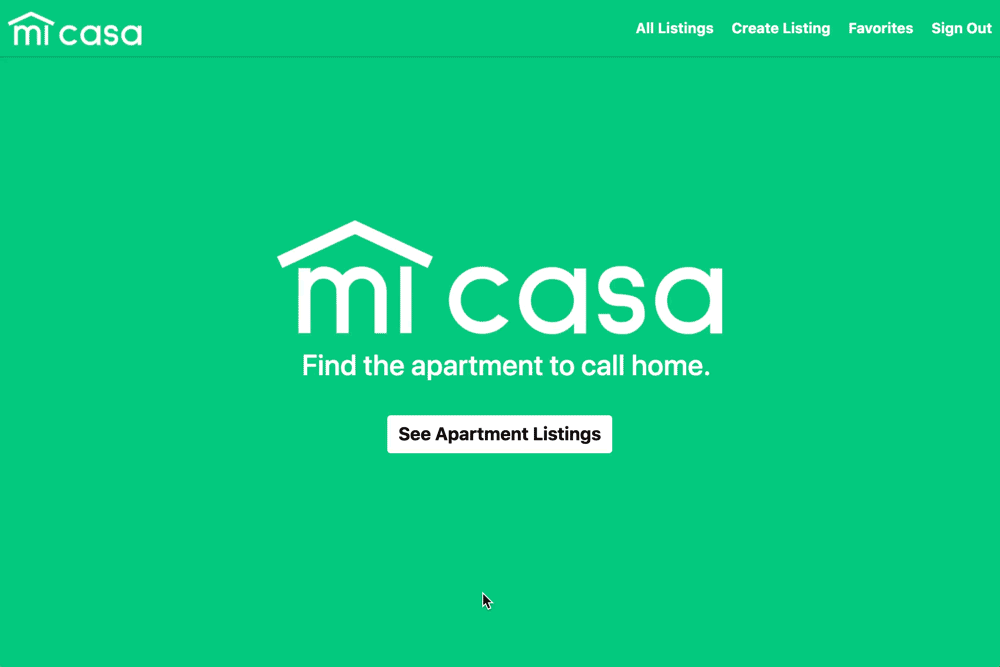 mi casa
All Listings
Create Listing
Favorites
Sign Out
mi casa
Find the apartment to call home.
See Apartment Listings